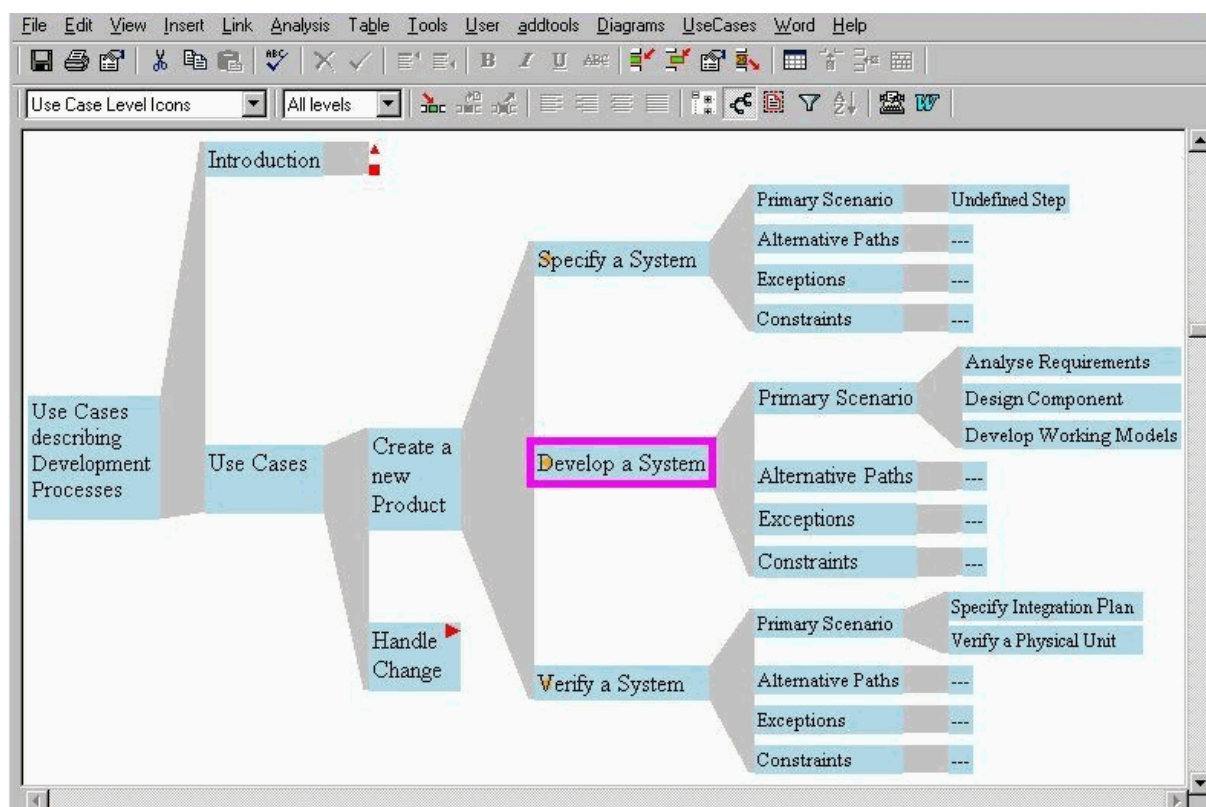 File Edit View Insert Link Analysis Table Tools User addtools Diagrams UseCases Word Help
ABC B I U ABC
Use Case Level Icons All levels A Z W
Introduction
Primary Scenario Undefined Step
Specify a System
Alternative Paths ---
Exceptions ---
Constraints ---
Analyse Requirements
Primary Scenario
Design Component
Develop Working Models
Use Cases
describing
Development
Processes
Use Cases
Create a
new
Product
Develop a System
Alternative Paths ---
Exceptions ---
Constraints ---
Specify Integration Plan
Primary Scenario
Verify a Physical Unit
Handle
Change
Verify a System
Alternative Paths ---
Exceptions ---
Constraints ---